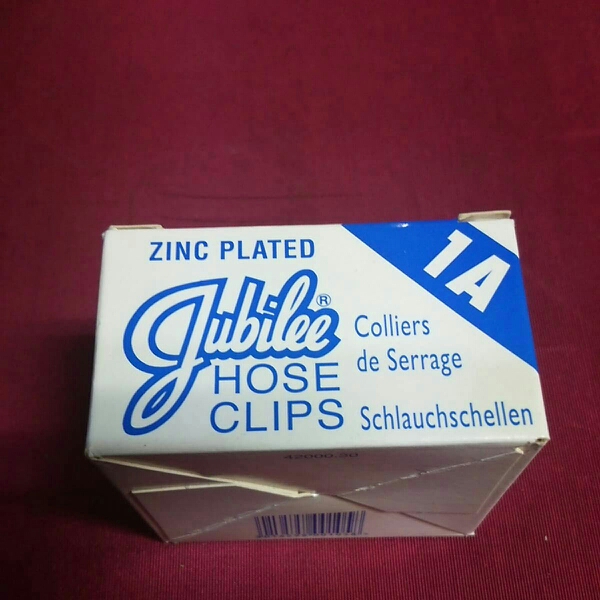 ZINC PLATED
1A
Jubilee®
HOSE
CLIPS
Colliers
de Serrage
Schlauchschellen